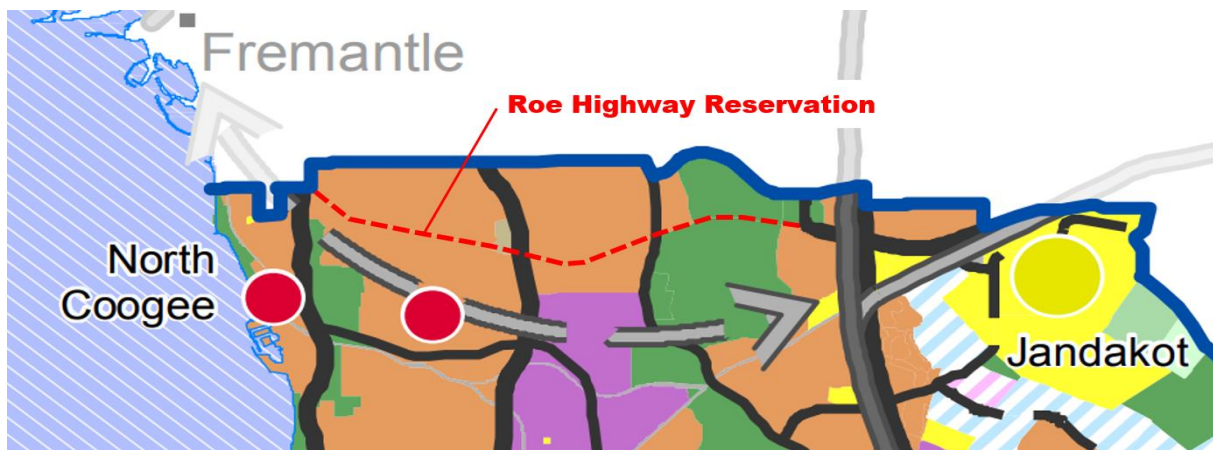 Fremantle
Roe Highway Reservation
North
Coogee
Jandakot